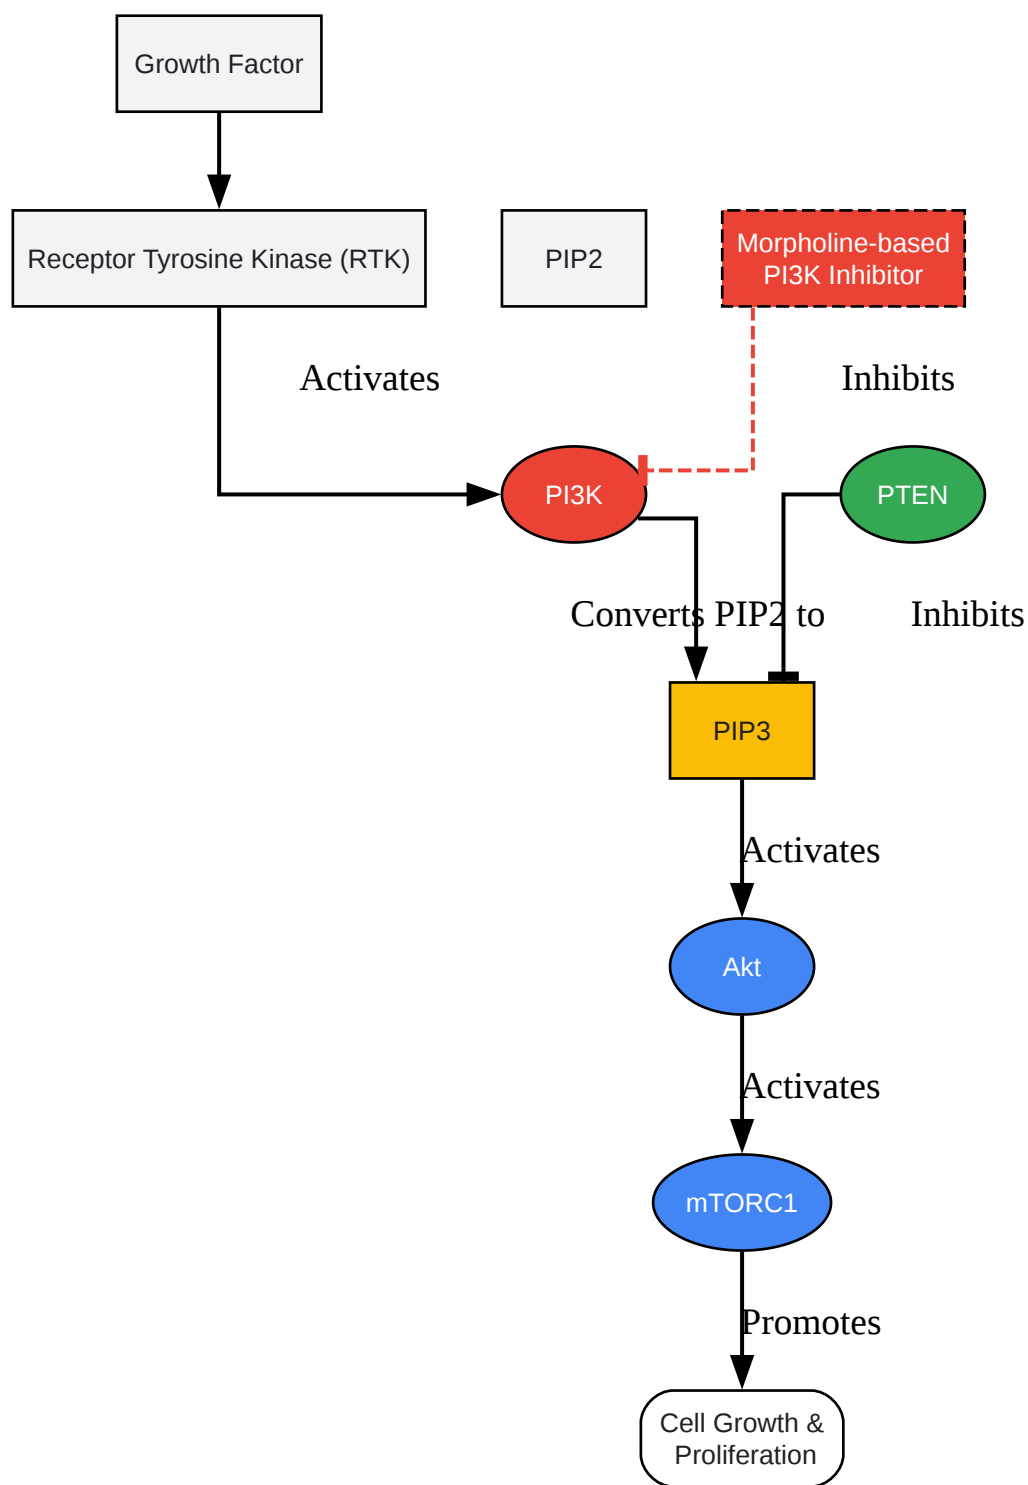 Growth Factor
Receptor Tyrosine Kinase (RTK)
PIP2
Morpholine-based
PI3K Inhibitor
Activates
Inhibits
PI3K
PTEN
Converts PIP2 to
Inhibits
PIP3
Activates
Akt
Activates
mTORC1
Promotes
Cell Growth &
Proliferation